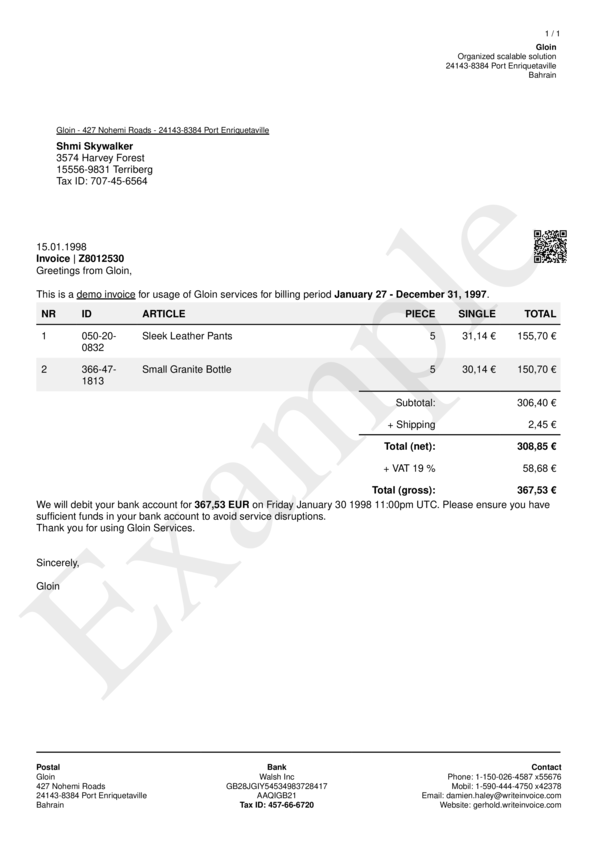 1 / 1
Gloin
Organized scalable solution
24143-8384 Port Enriquetaville
Bahrain
Gloin - 427 Nohemi Roads - 24143-8384 Port Enriquetaville
Shmi Skywalker
3574 Harvey Forest
15556-9831 Terriberg
Tax ID: 707-45-6564
15.01.1998
Invoice | Z8012530
Greetings from Gloin,
This is a demo invoice for usage of Gloin services for billing period January 27 - December 31, 1997.
NR ID ARTICLE PIECE SINGLE TOTAL
1 050-20- Sleek Leather Pants 5 31,14 € 155,70 €
0832
2 366-47- Small Granite Bottle 5 30,14 € 150,70 €
1813
Subtotal: 306,40 €
+ Shipping 2,45 €
Total (net): 308,85 €
+ VAT 19 % 58,68 €
Total (gross): 367,53 €
We will debit your bank account for 367,53 EUR on Friday January 30 1998 11:00pm UTC. Please ensure you have
sufficient funds in your bank account to avoid service disruptions.
Thank you for using Gloin Services.
Sincerely,
Gloin
Example
Postal Bank Contact
Gloin Walsh Inc Phone: 1-150-026-4587 x55676
427 Nohemi Roads GB28JGIY54534983728417 Mobil: 1-590-444-4750 x42378
24143-8384 Port Enriquetaville AAQIGB21 Email: damien.haley@writeinvoice.com
Bahrain Tax ID: 457-66-6720 Website: gerhold.writeinvoice.com